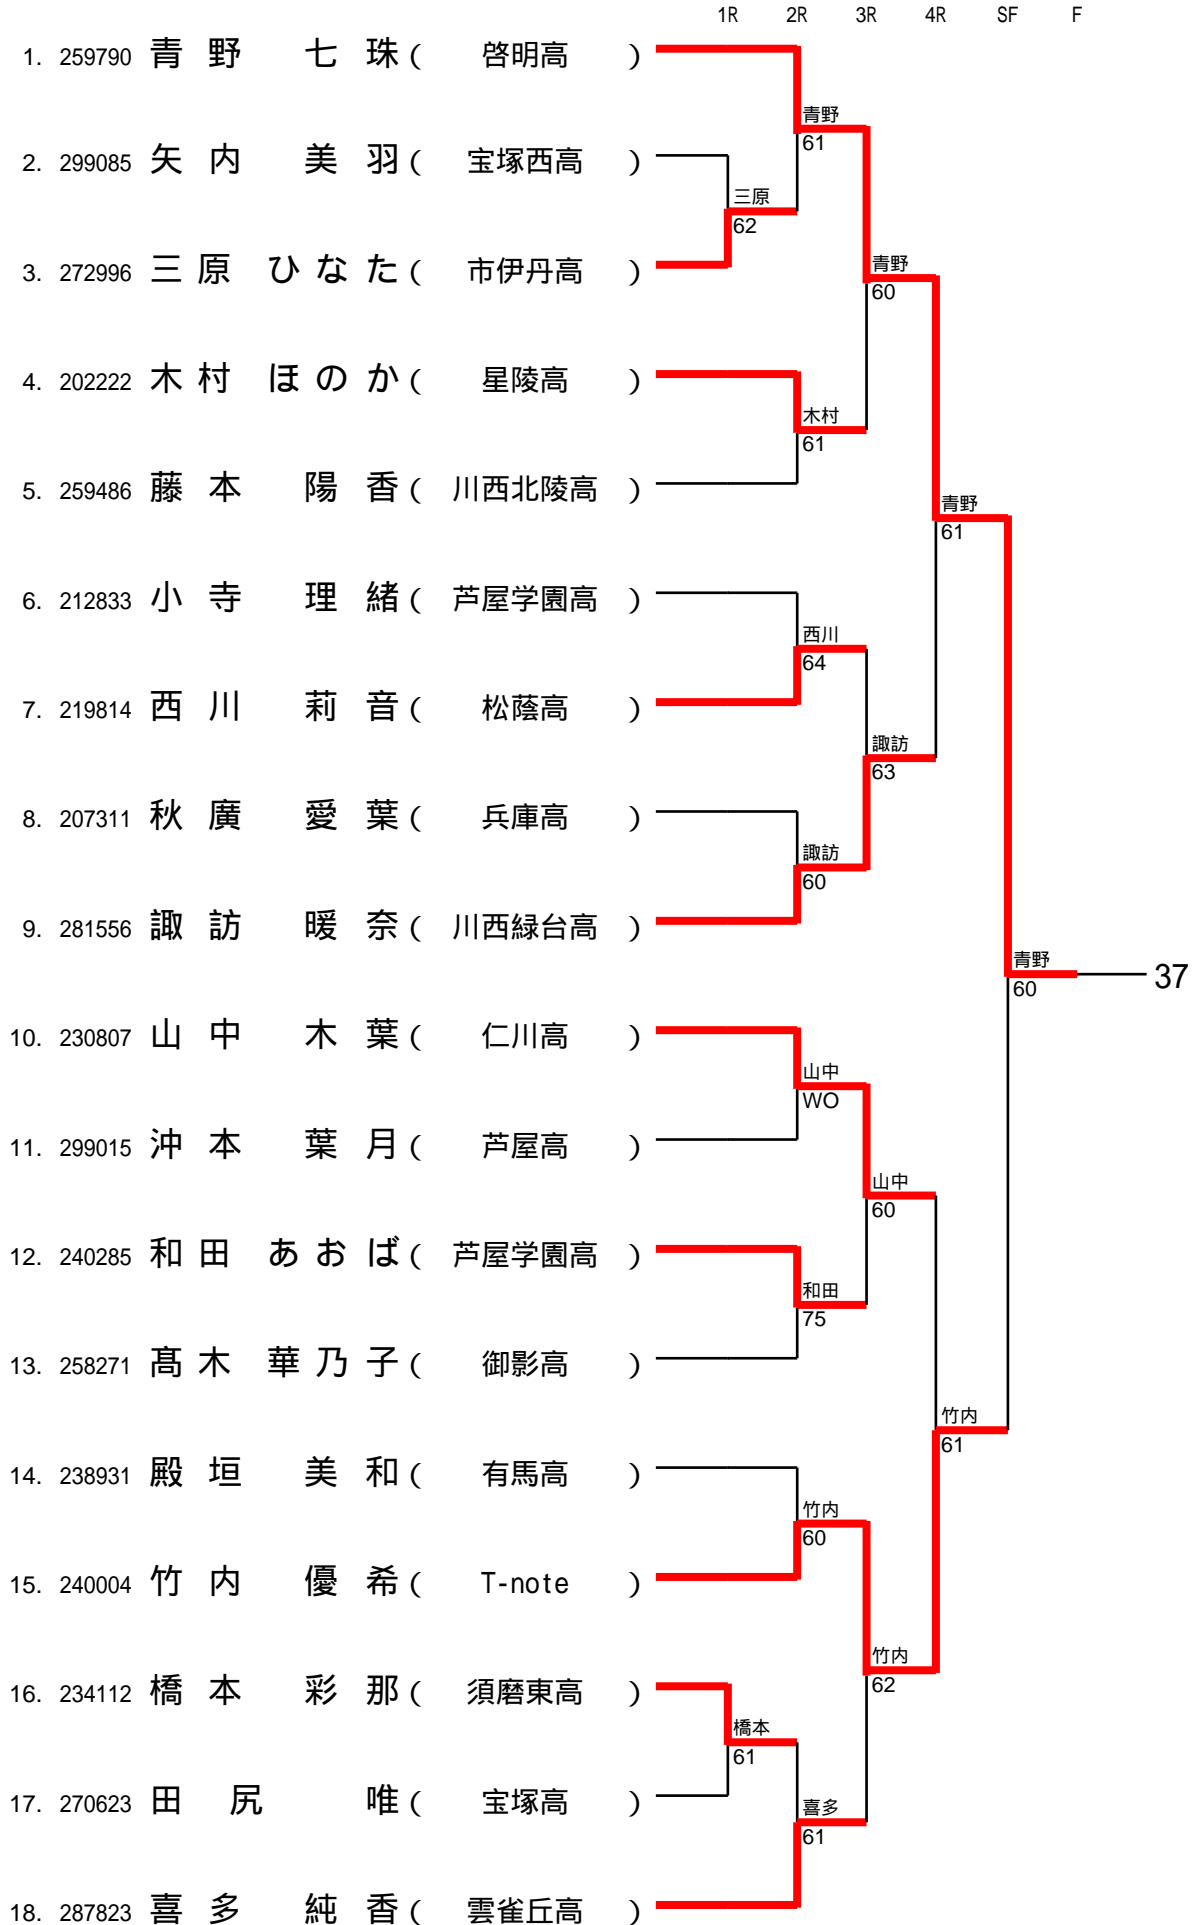 1R 2R 3R 4R SF F
1. 259790 青野 七珠 ( 啓明高 )
青野
61
2. 299085 矢内 美羽 ( 宝塚西高 )
三原
62
3. 272996 三原 ひなた ( 市伊丹高 )
青野
60
4. 202222 木村 ほのか ( 星陵高 )
木村
61
5. 259486 藤本 陽香 ( 川西北陵高 )
青野
61
6. 212833 小寺 理緒 ( 芦屋学園高 )
西川
64
7. 219814 西川 莉音 ( 松蔭高 )
諏訪
63
8. 207311 秋廣 愛葉 ( 兵庫高 )
諏訪
60
9. 281556 諏訪 暖奈 ( 川西緑台高 )
青野
60
37
10. 230807 山中 木葉 ( 仁川高 )
山中
WO
11. 299015 沖本 葉月 ( 芦屋高 )
山中
60
12. 240285 和田 あおば ( 芦屋学園高 )
和田
75
13. 258271 髙木 華乃子 ( 御影高 )
竹内
61
14. 238931 殿垣 美和 ( 有馬高 )
竹内
60
15. 240004 竹内 優希 ( T-note )
竹内
62
16. 234112 橋本 彩那 ( 須磨東高 )
橋本
61
17. 270623 田尻 唯 ( 宝塚高 )
喜多
61
18. 287823 喜多 純香 ( 雲雀丘高 )